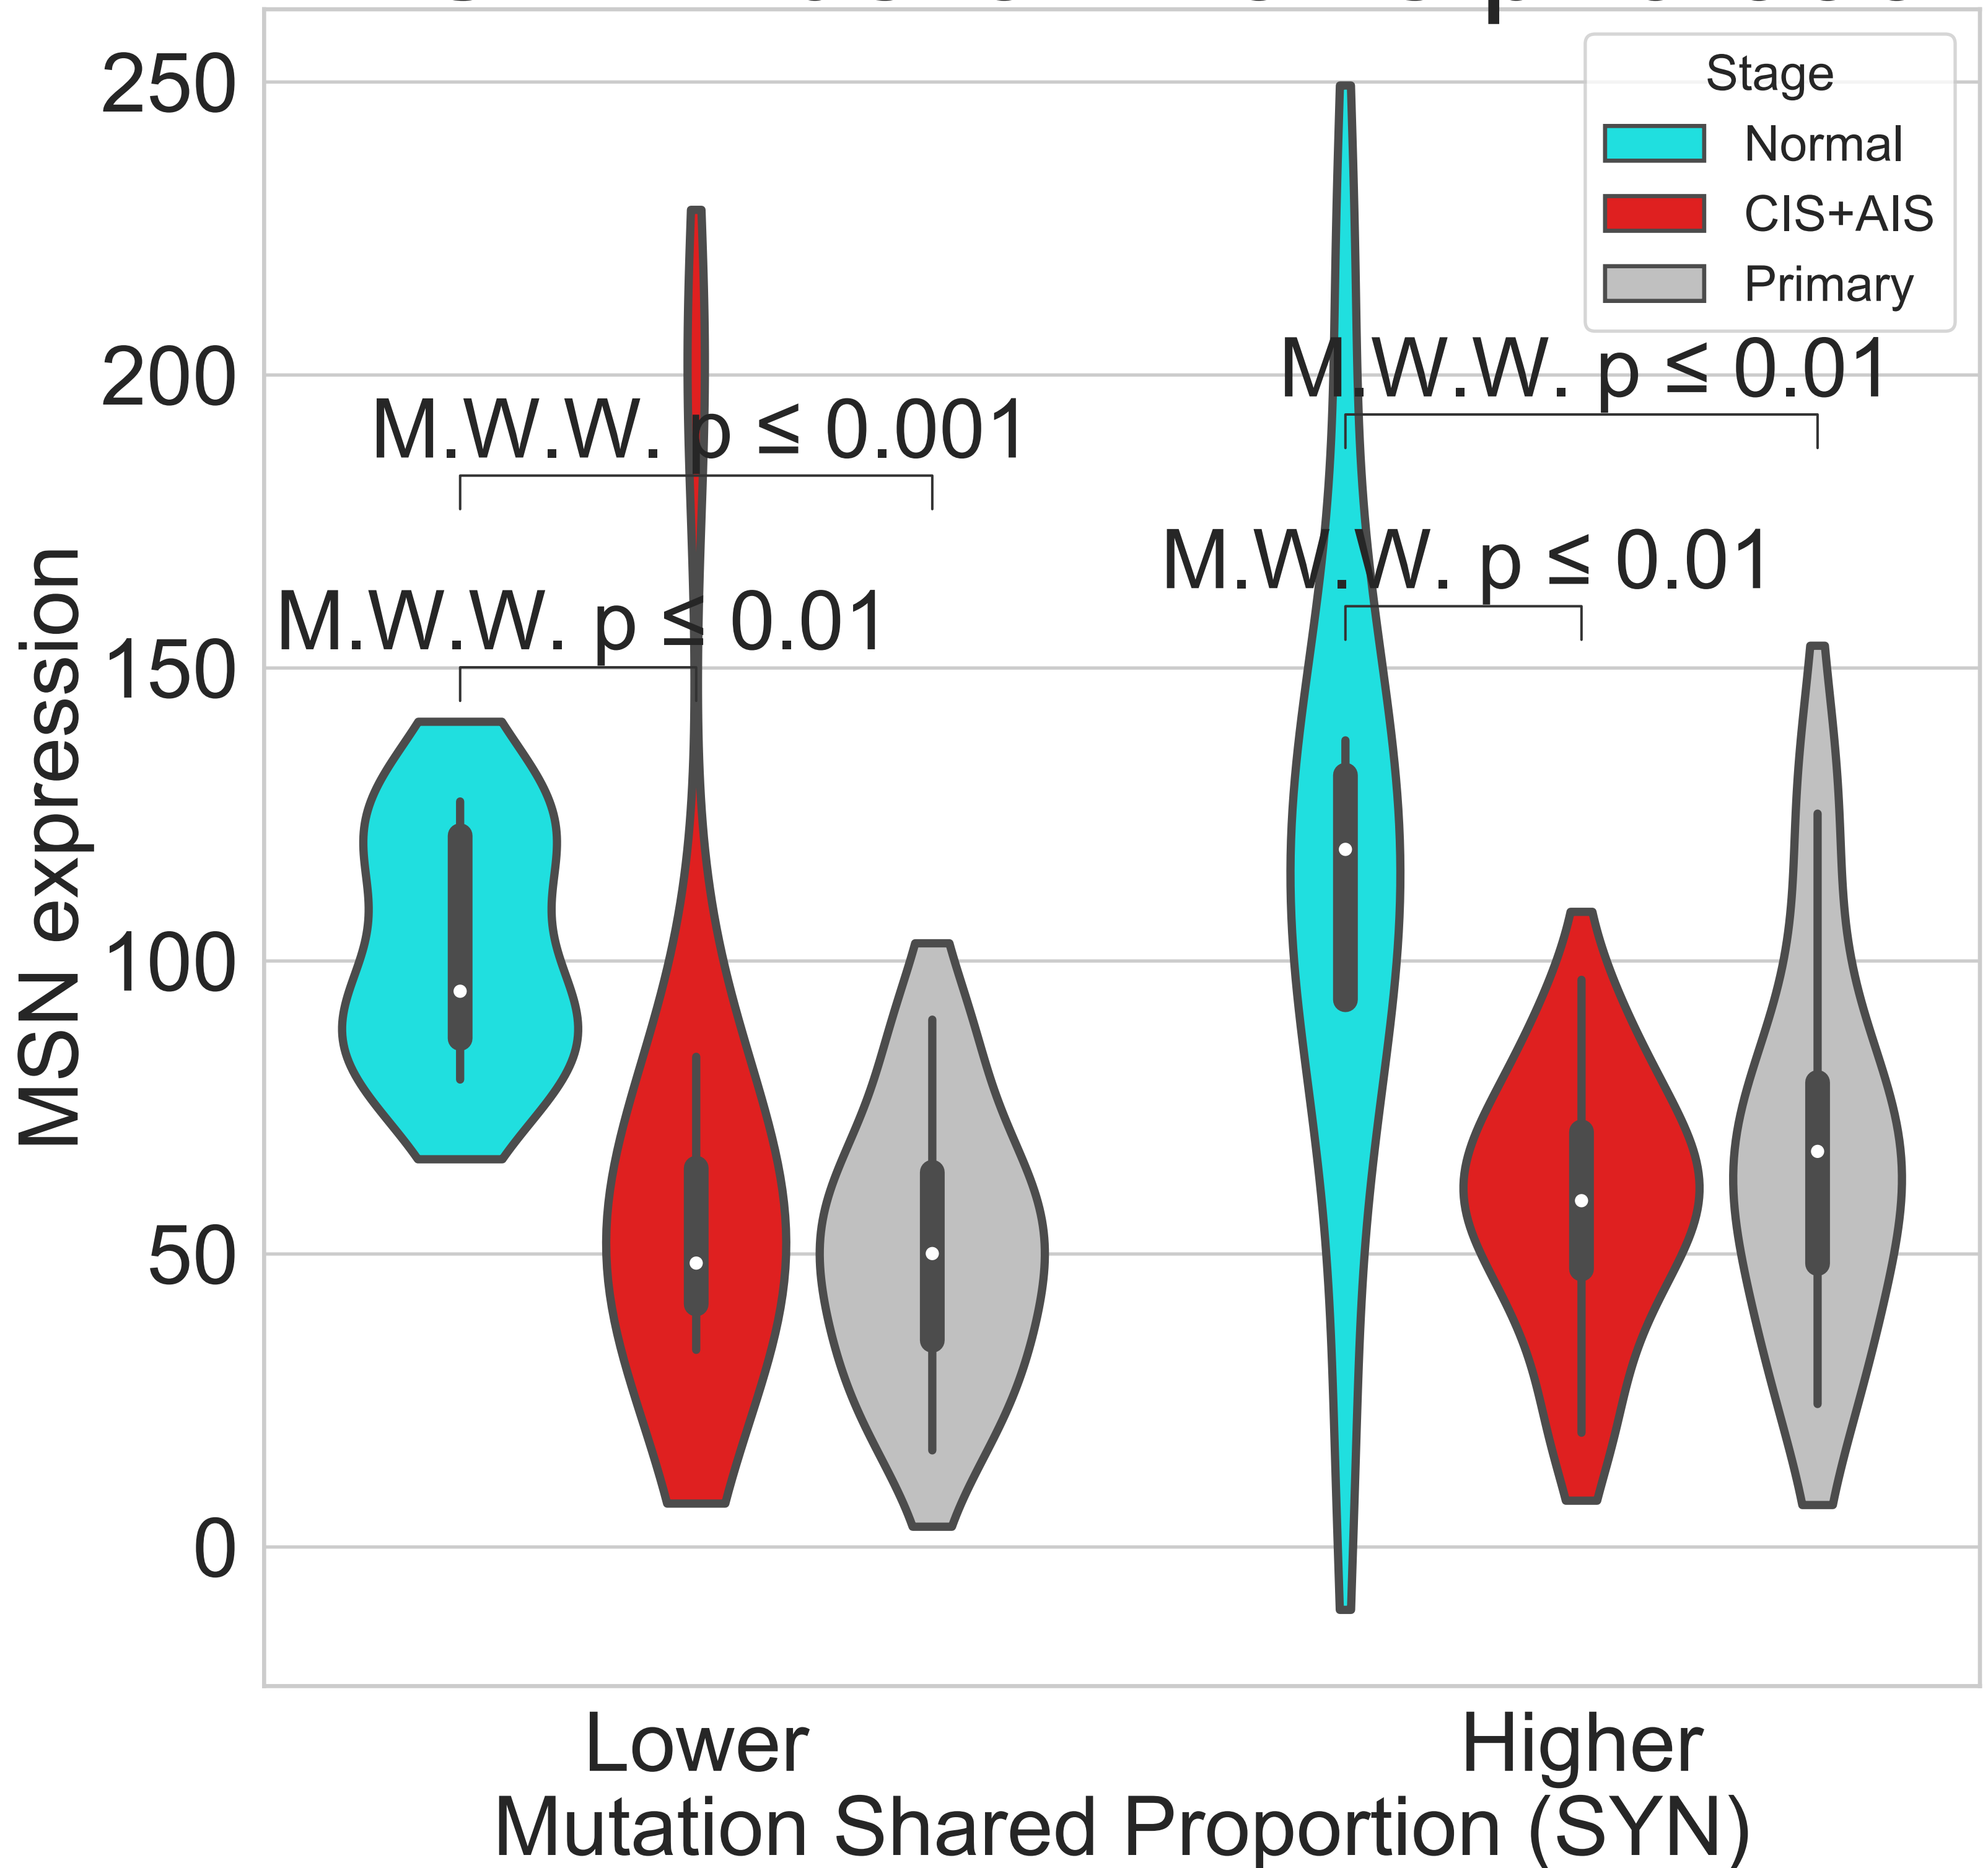 250
200
150
100
50
0
MSN expression
Stage
Normal
CIS+AIS
Primary
M.W.W. p ≤ 0.01
M.W.W. p ≤ 0.001
M.W.W. p ≤ 0.01
M.W.W. p ≤ 0.01
Lower
Higher
Mutation Shared Proportion (SYN)